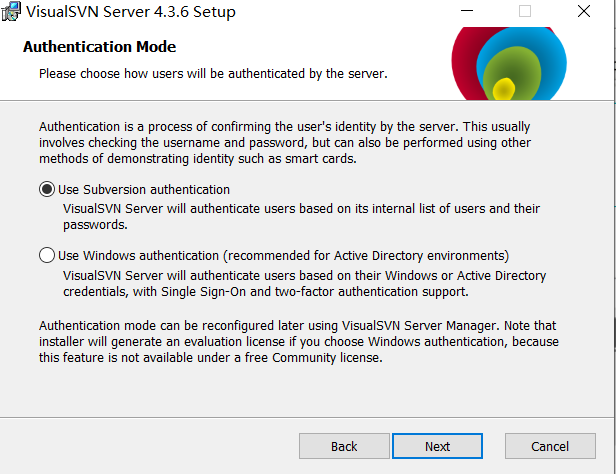 VisualSVN Server 4.3.6 Setup
Authentication Mode
Please choose how users will be authenticated by the server.
Authentication is a process of confirming the user's identity by the server. This usually
involves checking the username and password, but can also be performed using other
methods of demonstrating identity such as smart cards.
Use Subversion authentication
VisualSVN Server will authenticate users based on its internal list of users and their
passwords.
Use Windows authentication (recommended for Active Directory environments)
VisualSVN Server will authenticate users based on their Windows or Active Directory
credentials, with Single Sign-On and two-factor authentication support.
Authentication mode can be reconfigured later using VisualSVN Server Manager. Note that
installer will generate an evaluation license if you choose Windows authentication, because
this feature is not available under a free Community license.
Back Next Cancel